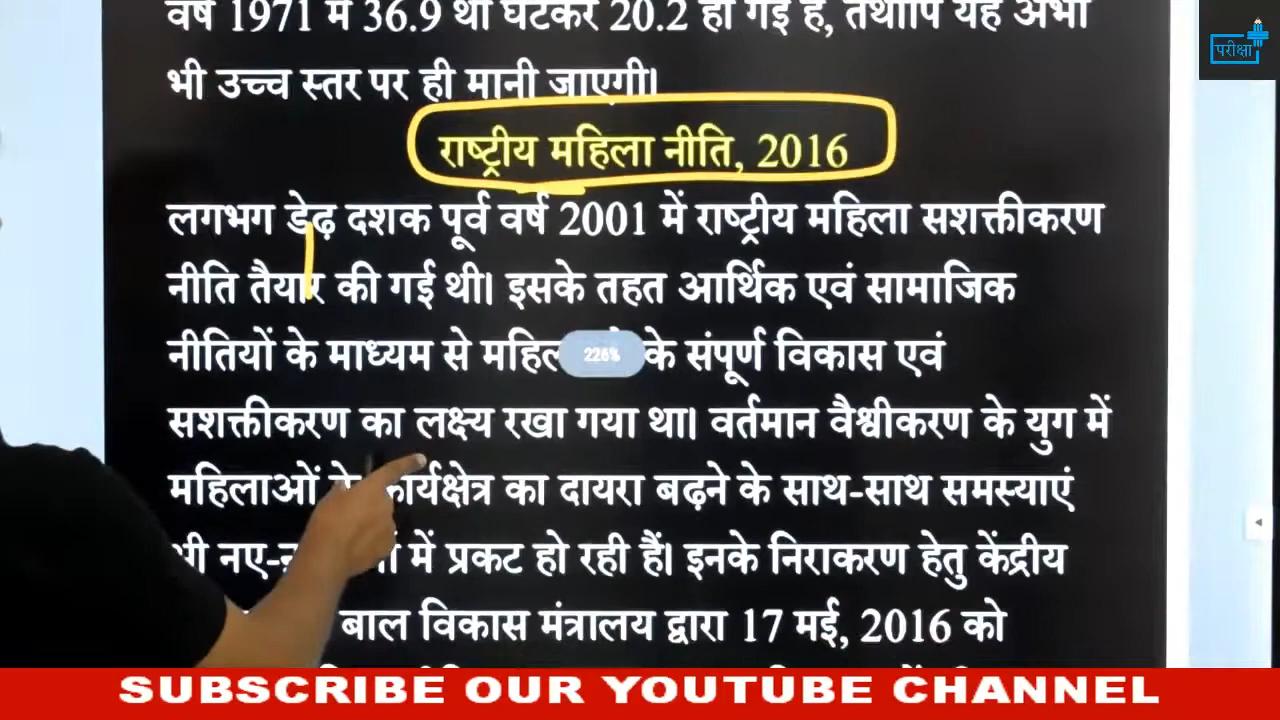 वर्ष 1971 में 36.9 थी घटकर 20.2 हो गई है, तथापि यह अभी
भी उच्च स्तर पर ही मानी जाएगी।
परीक्षा
राष्ट्रीय महिला नीति, 2016
लगभग डेढ़ दशक पूर्व वर्ष 2001 में राष्ट्रीय महिला सशक्तीकरण
नीति तैयार की गई थी। इसके तहत आर्थिक एवं सामाजिक
नीतियों के माध्यम से 226% के संपूर्ण विकास एवं
सशक्तीकरण का लक्ष्य रखा गया था। वर्तमान वैश्वीकरण के युग में
महिलाओं के कार्यक्षेत्र का दायरा बढ़ने के साथ-साथ समस्याएं
भी में प्रकट हो रही हैं। इनके निराकरण हेतु केंद्रीय
बाल विकास मंत्रालय द्वारा 17 मई, 2016 को
SUBSCRIBE OUR YOUTUBE CHANNEL